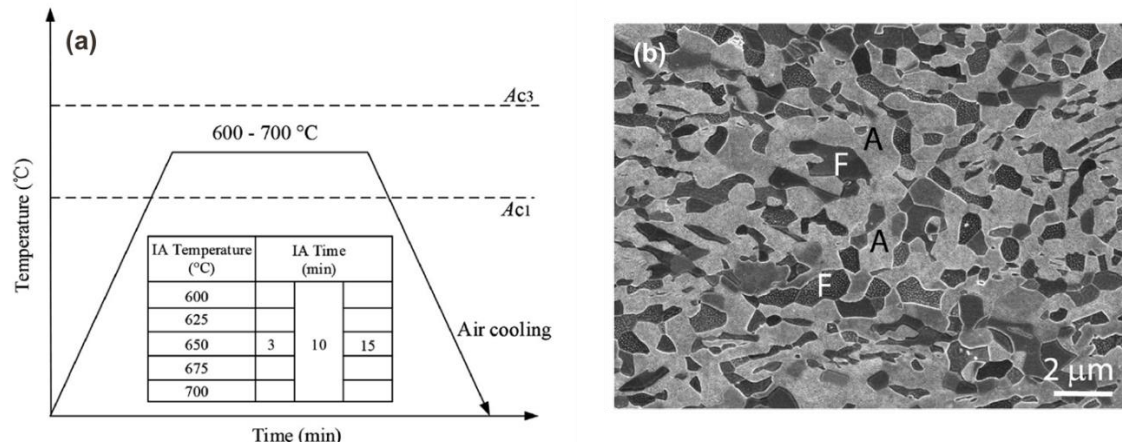 (a)
Ac3
600 - 700 °C
Ac1
Temperature (℃)
IA Temperature
(°C)
IA Time
(min)
600
625
650
3
10
15
675
700
Air cooling
Time (min)
(b)
A
F
A
F
2 μm